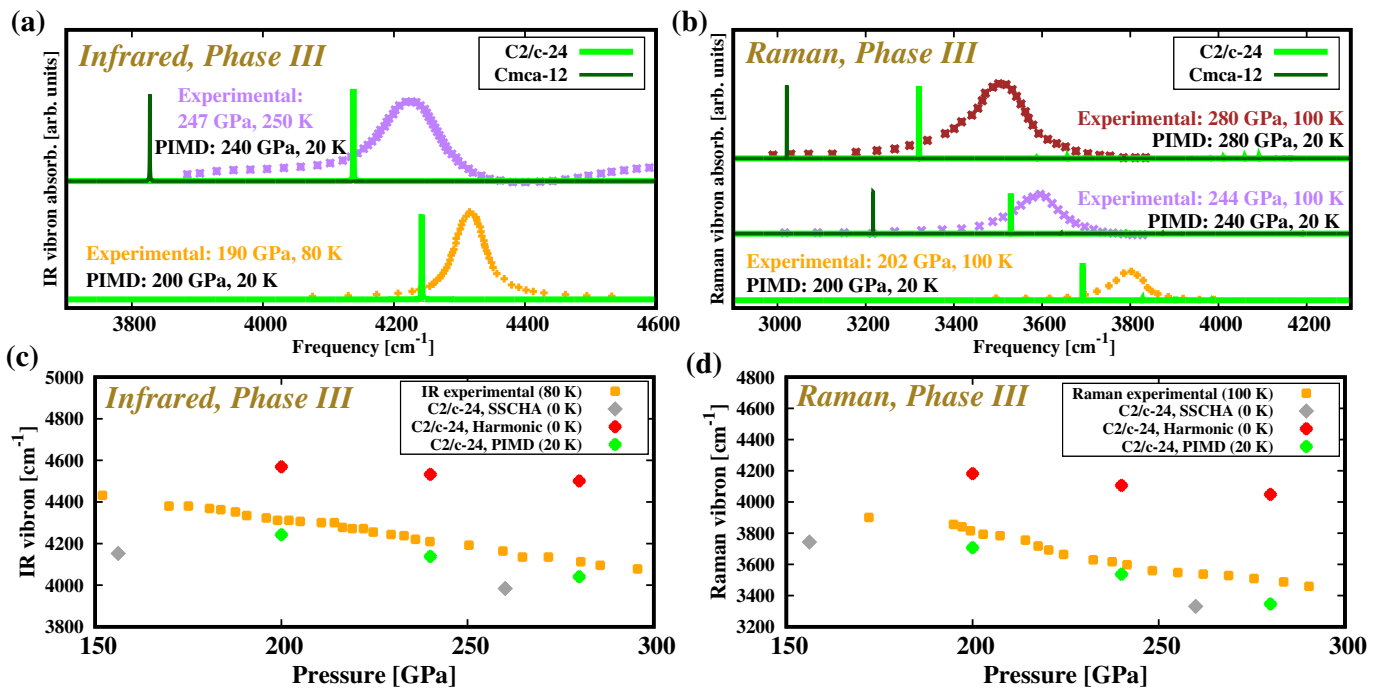 (a)
Infrared, Phase III
C2/c-24
Cmca-12
Experimental:
247 GPa, 250 K
PIMD: 240 GPa, 20 K
Experimental: 190 GPa, 80 K
PIMD: 200 GPa, 20 K
IR vibron absorb. [arb. units]
3800 4000 4200 4400 4600
Frequency [cm⁻¹]
(b)
Raman, Phase III
C2/c-24
Cmca-12
Experimental: 280 GPa, 100 K
PIMD: 280 GPa, 20 K
Experimental: 244 GPa, 100 K
PIMD: 240 GPa, 20 K
Experimental: 202 GPa, 100 K
PIMD: 200 GPa, 20 K
Raman vibron absorb. [arb. units]
3000 3200 3400 3600 3800 4000 4200
Frequency [cm⁻¹]
(c)
Infrared, Phase III
IR experimental (80 K)
C2/c-24, SSCHA (0 K)
C2/c-24, Harmonic (0 K)
C2/c-24, PIMD (20 K)
IR vibron [cm⁻¹]
5000
4800
4600
4400
4200
4000
3800
150 200 250 300
Pressure [GPa]
(d)
Raman, Phase III
Raman experimental (100 K)
C2/c-24, SSCHA (0 K)
C2/c-24, Harmonic (0 K)
C2/c-24, PIMD (20 K)
Raman vibron [cm⁻¹]
4800
4600
4400
4200
4000
3800
3600
3400
3200
150 200 250 300
Pressure [GPa]